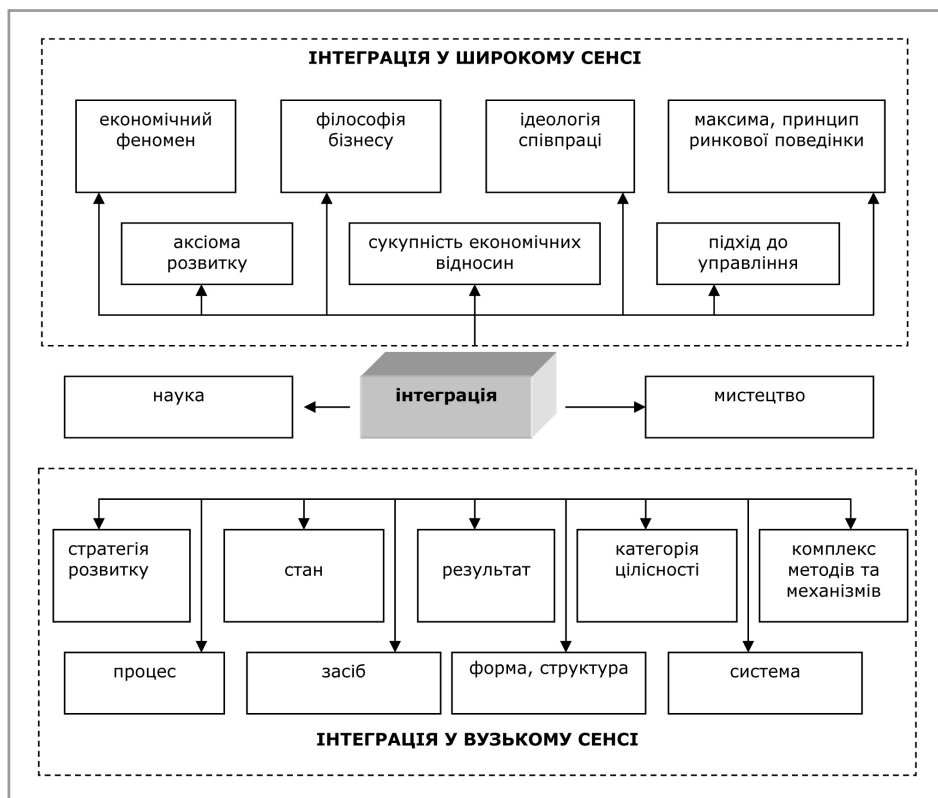 ІНТЕГРАЦІЯ У ШИРОКОМУ СЕНСІ
економічний
феномен
філософія
бізнесу
ідеологія
співпраці
максима, принцип
ринкової поведінки
аксіома
розвитку
сукупність економічних
відносин
підхід до
управління
наука
інтеграція
мистецтво
стратегія
розвитку
стан
результат
категорія
цілісності
комплекс
методів та
механізмів
процес
засіб
форма, структура
система
ІНТЕГРАЦІЯ У ВУЗЬКОМУ СЕНСІ